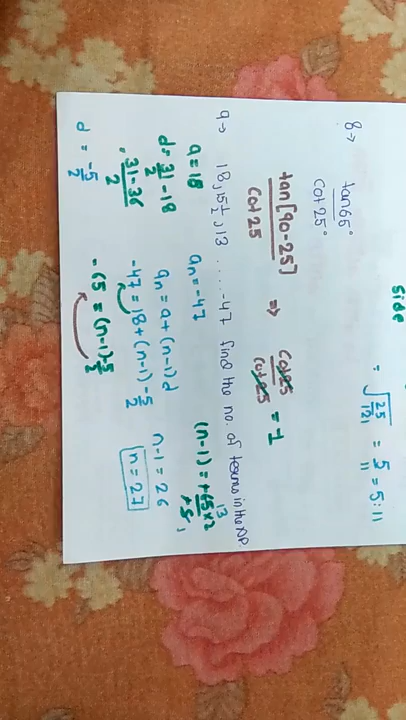 Side
= √25/121 = 5/11 = 5:11
8→ tan65°/cot25°
tan[90-25]/cot25 ⇒ cot25/cot25 = 1
9→ 18, 15½, 13 ......-47 find the no. of terms in the A.P.
a = 18 an = -47
d = 31/2 - 18
= 31-36/2
d = -5/2
an = a + (n-1)d
-47 = 18 + (n-1) -5/2
-65 = (n-1) -5/2
(n-1) = +65×2/+5
13
1
n-1 = 26
n = 27